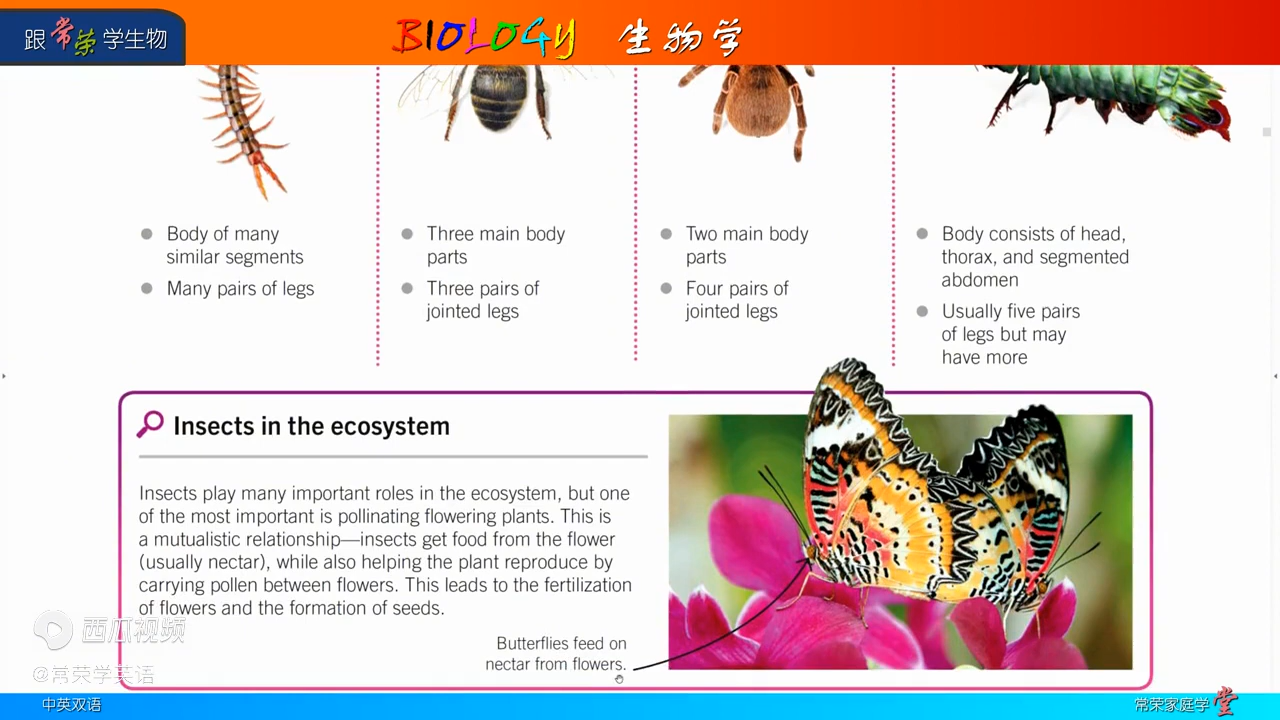 跟常荣学生物
BIOLOGY 生物学
Body of many
similar segments
Many pairs of legs
Three main body
parts
Three pairs of
jointed legs
Two main body
parts
Four pairs of
jointed legs
Body consists of head,
thorax, and segmented
abdomen
Usually five pairs
of legs but may
have more
Insects in the ecosystem
Insects play many important roles in the ecosystem, but one
of the most important is pollinating flowering plants. This is
a mutualistic relationship—insects get food from the flower
(usually nectar), while also helping the plant reproduce by
carrying pollen between flowers. This leads to the fertilization
of flowers and the formation of seeds.
Butterflies feed on
nectar from flowers.
西瓜视频
@常荣学英语
中英双语
常荣家庭学堂